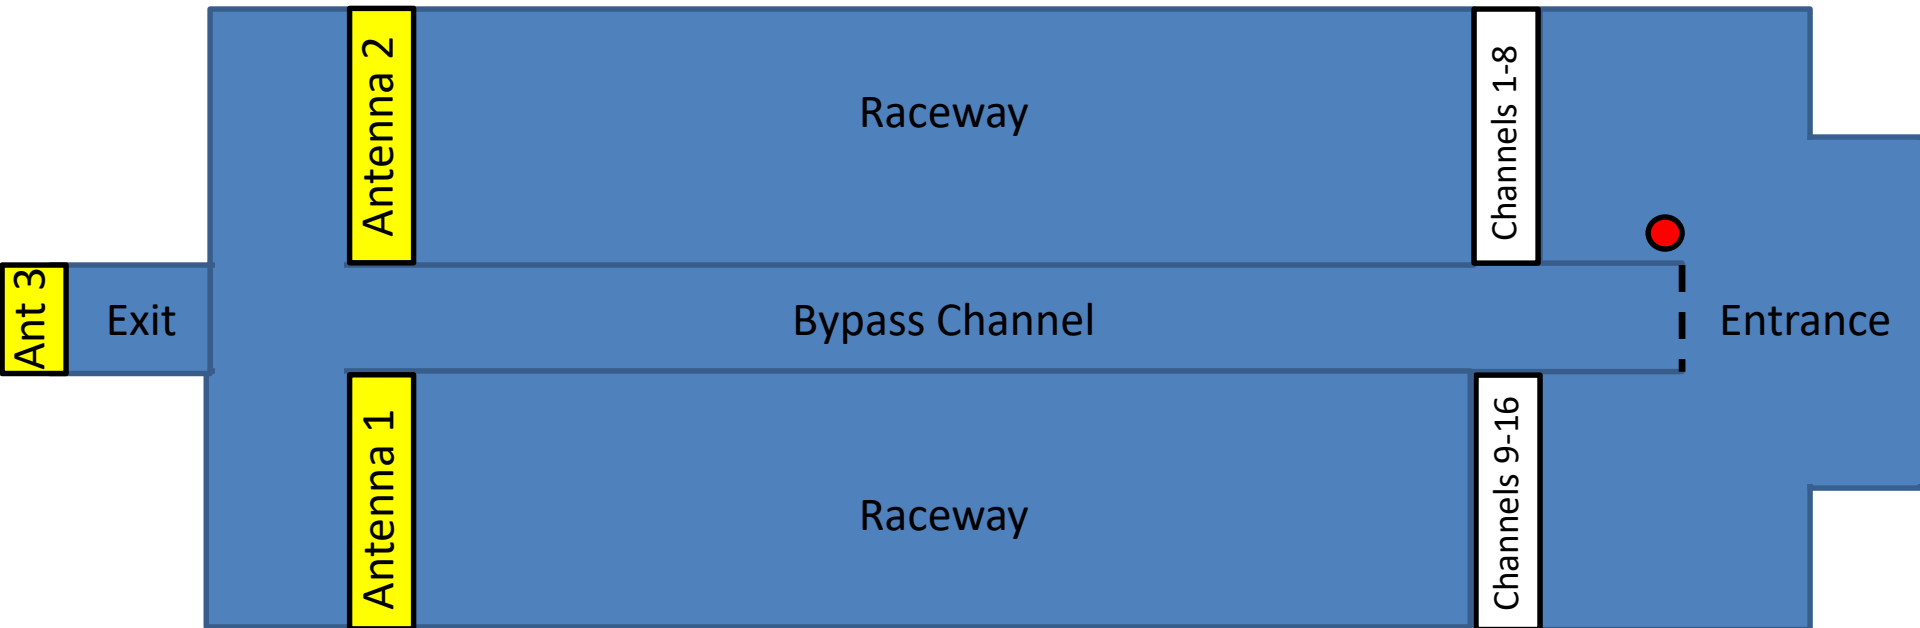 Antenna 2
Raceway
Channels 1-8
Ant 3
Exit
Bypass Channel
Entrance
Antenna 1
Raceway
Channels 9-16